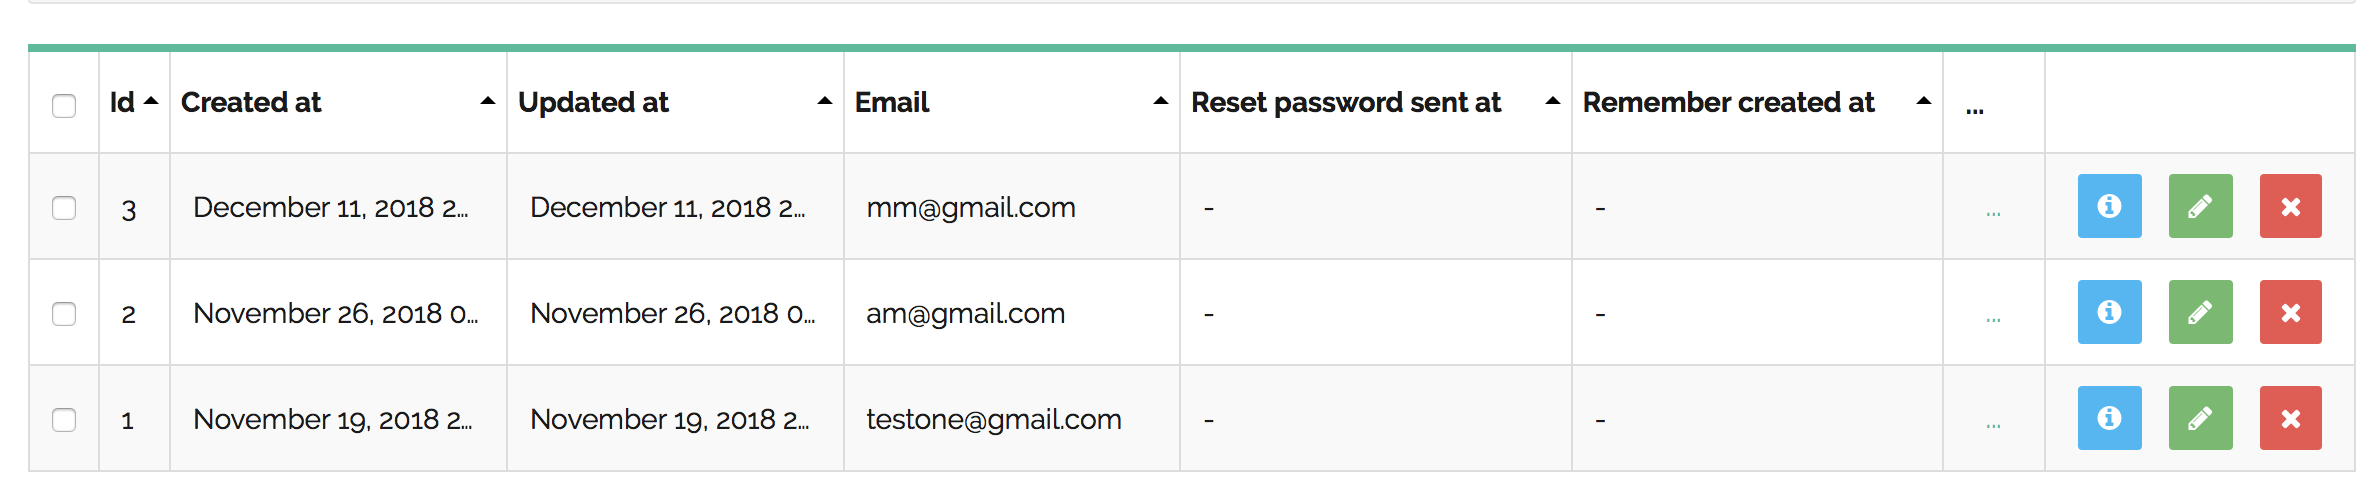 Id Created at Updated at Email Reset password sent at Remember created at ...
3 December 11, 2018 2... December 11, 2018 2... mm@gmail.com - - ...
2 November 26, 2018 0... November 26, 2018 0... am@gmail.com - - ...
1 November 19, 2018 2... November 19, 2018 2... testone@gmail.com - - ...